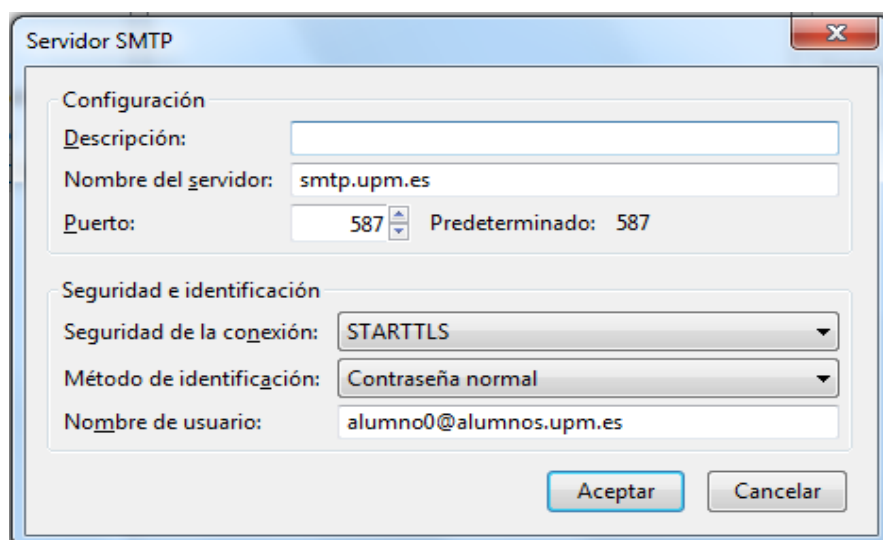 Servidor SMTP
Configuración
Descripción:
Nombre del servidor: smtp.upm.es
Puerto: 587 Predeterminado: 587
Seguridad e identificación
Seguridad de la conexión: STARTTLS
Método de identificación: Contraseña normal
Nombre de usuario: alumno0@alumnos.upm.es
Aceptar Cancelar